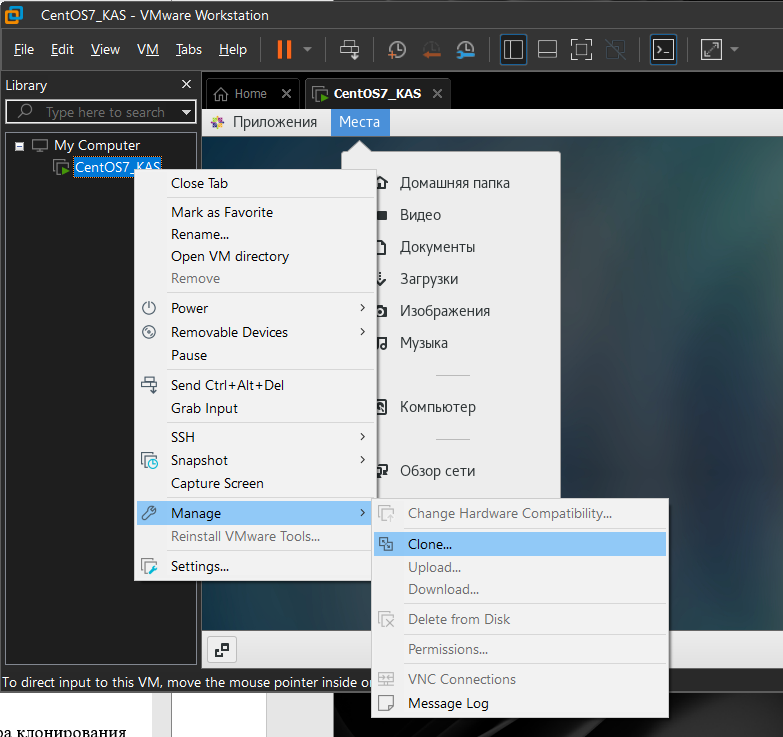 CentOS7_KAS - VMware Workstation
File Edit View VM Tabs Help
Library
Type here to search
Home
CentOS7_KAS
My Computer
CentOS7_KAS
Приложения
Места
Close Tab
Mark as Favorite
Rename...
Open VM directory
Remove
Power
Removable Devices
Pause
Send Ctrl+Alt+Del
Grab Input
SSH
Snapshot
Capture Screen
Manage
Reinstall VMware Tools...
Settings...
Домашняя папка
Видео
Документы
Загрузки
Изображения
Музыка
Компьютер
Обзор сети
Change Hardware Compatibility...
Clone...
Upload...
Download...
Delete from Disk
Permissions...
VNC Connections
Message Log
To direct input to this VM, move the mouse pointer inside
клонирования